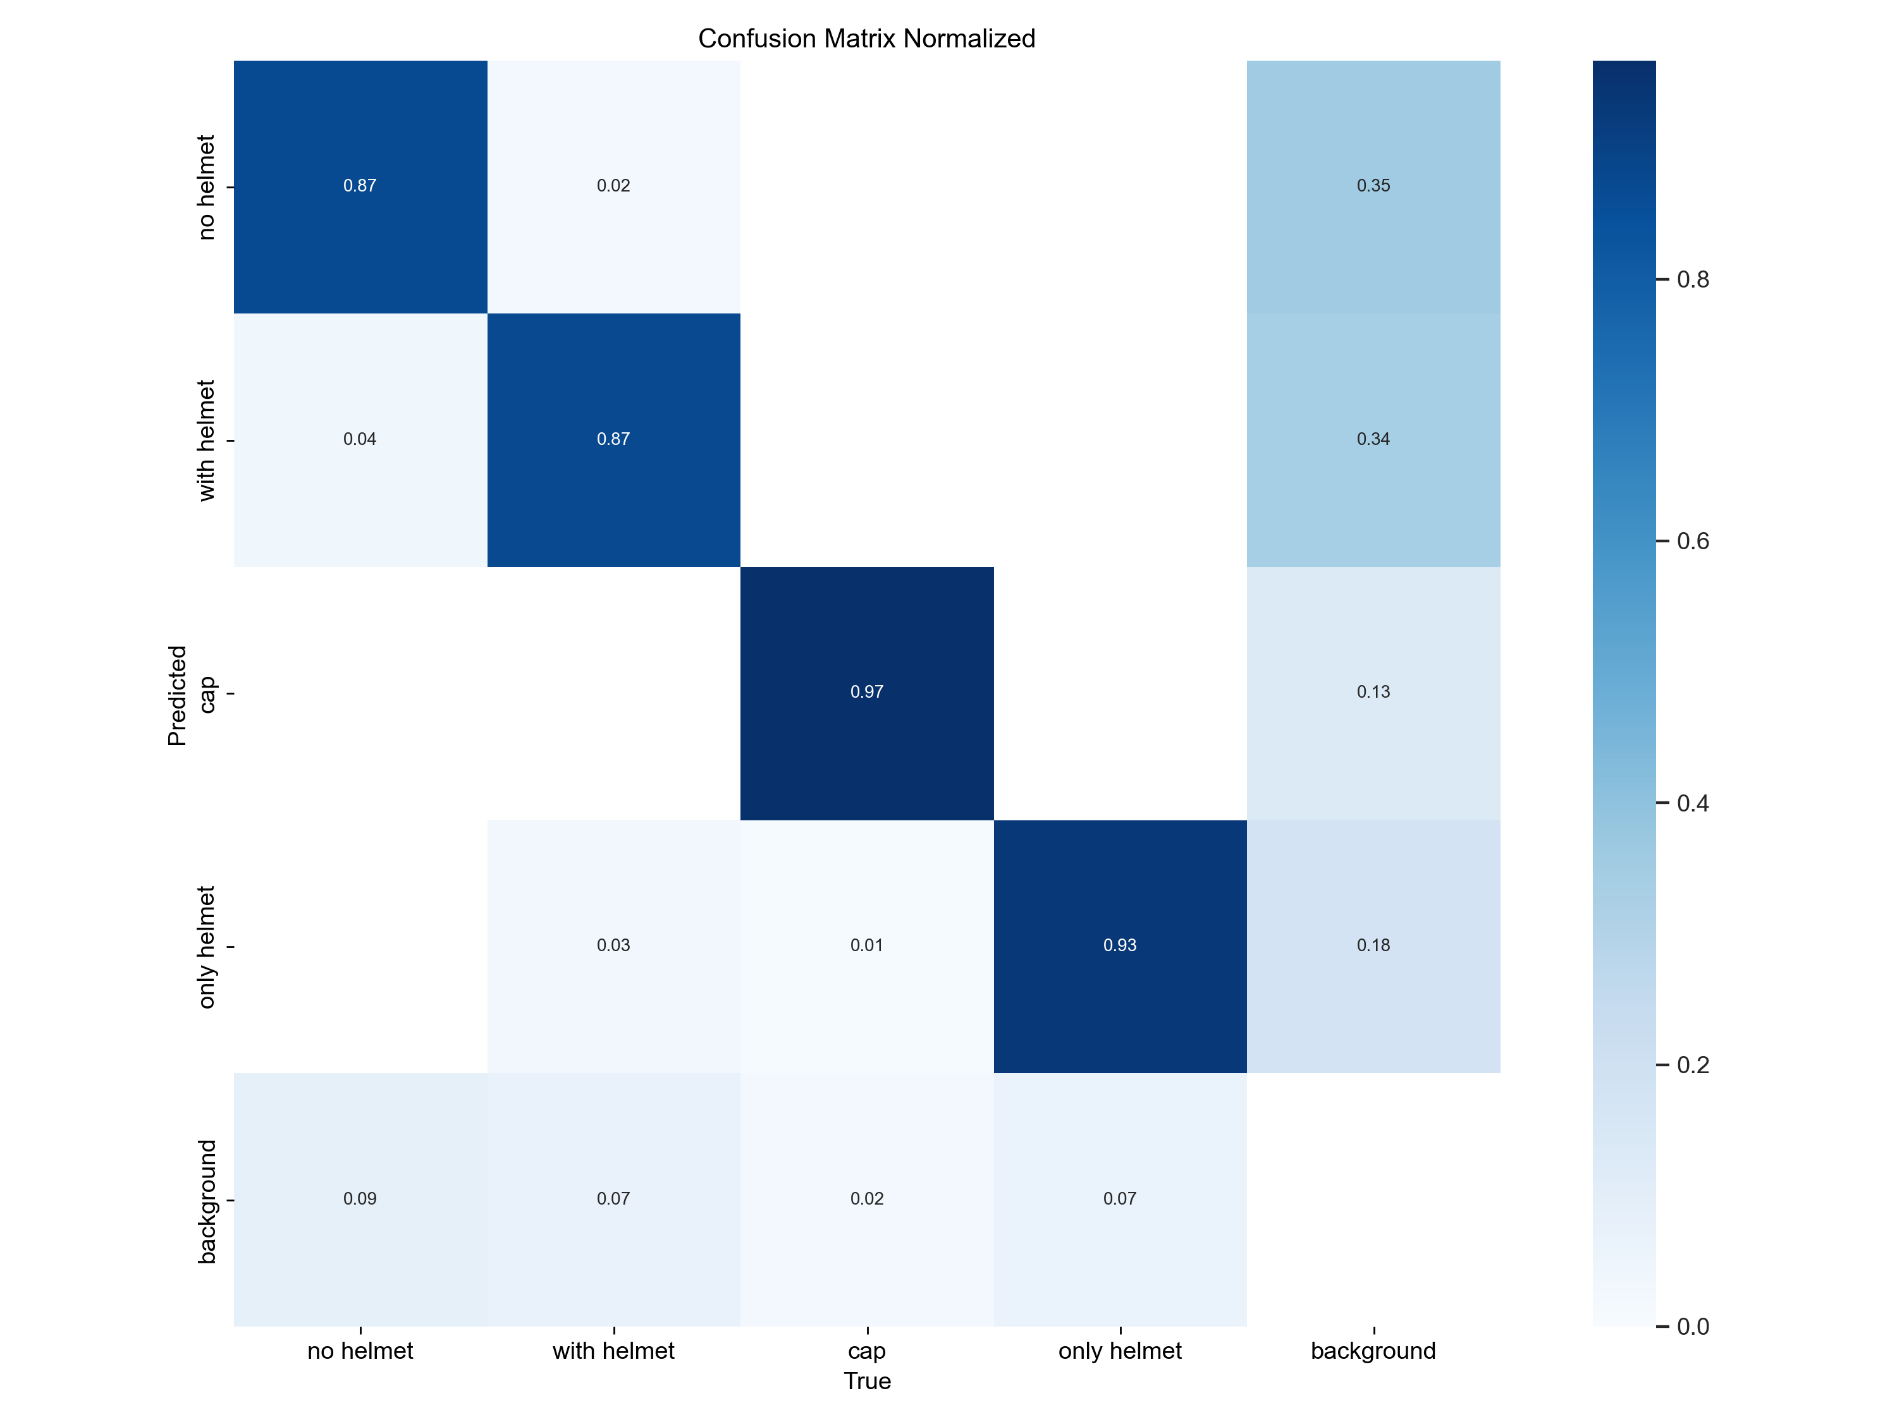 Confusion Matrix Normalized
no helmet
0.87
0.02
0.35
0.8
with helmet
0.04
0.87
0.34
0.6
Predicted
cap
0.97
0.13
0.4
only helmet
0.03
0.01
0.93
0.18
0.2
background
0.09
0.07
0.02
0.07
0.0
no helmet
with helmet
cap
only helmet
background
True